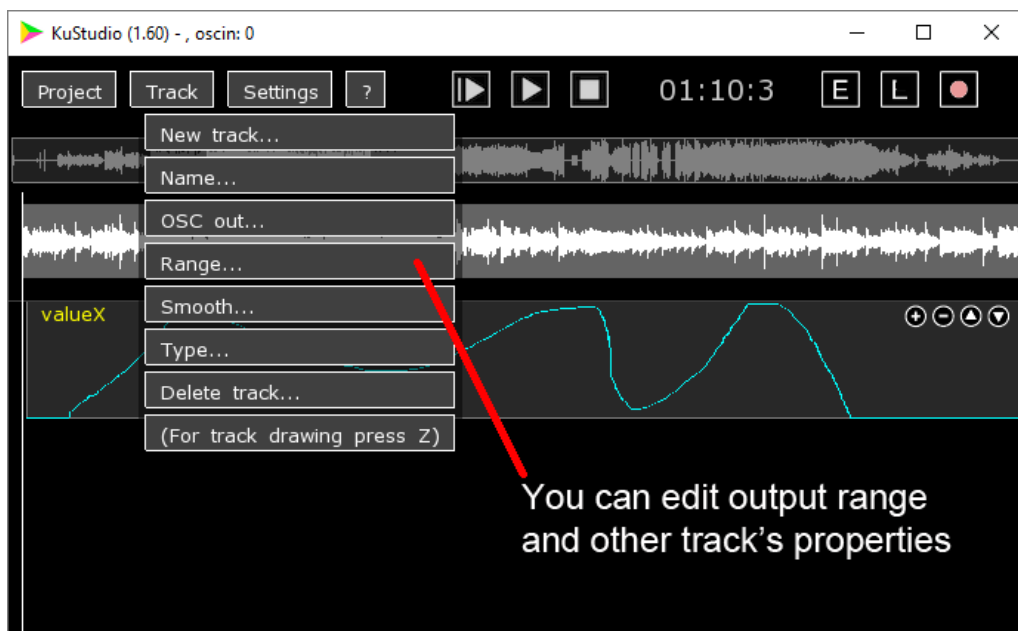 KuStudio (1.60) - , oscin: 0
Project Track Settings ? 01:10:3 E L
New track...
Name...
OSC out...
Range...
Smooth...
valueX
Type...
Delete track...
(For track drawing press Z)
You can edit output range
and other track’s properties